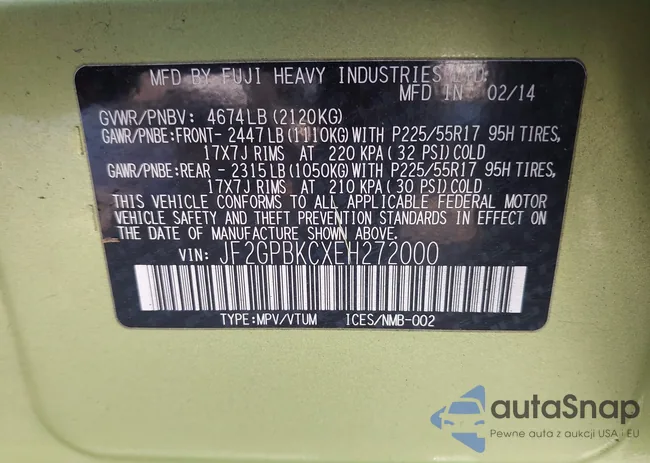 MFD BY FUJI HEAVY INDUSTRIES LTD.
MFD IN 02/14
GVWR/PNBV: 4674LB(2120KG)
GAWR/PNBE:FRONT-2447LB(1110KG)WITH P225/55R17 95H TIRES,
17X7J RIMS AT 220 KPA(32 PSI)COLD
GAWR/PNBE:REAR - 2315LB(1050KG)WITH P225/55R17 95H TIRES,
17X7J RIMS AT 210 KPA(30 PSI)COLD
THIS VEHICLE CONFORMS TO ALL APPLICABLE FEDERAL MOTOR
VEHICLE SAFETY AND THEFT PREVENTION STANDARDS IN EFFECT ON
THE DATE OF MANUFACTURE SHOWN ABOVE.
VIN: JF2GPBKCXEH272000
TYPE:MPV/VTUM ICES/NMB-002
autoSnap
Pewne auta z aukcji USA i EU